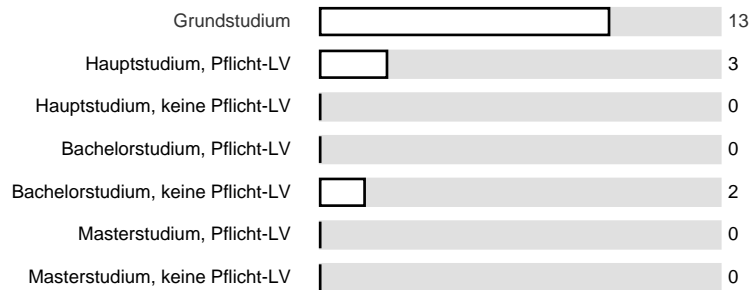 Grundstudium 13
Hauptstudium, Pflicht-LV 3
Hauptstudium, keine Pflicht-LV 0
Bachelorstudium, Pflicht-LV 0
Bachelorstudium, keine Pflicht-LV 2
Masterstudium, Pflicht-LV 0
Masterstudium, keine Pflicht-LV 0